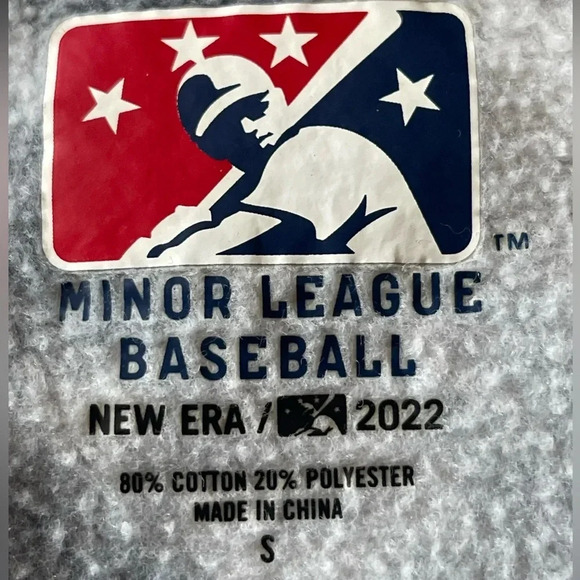 TM
MINOR LEAGUE
BASEBALL
NEW ERA / 2022
80% COTTON 20% POLYESTER
MADE IN CHINA
S